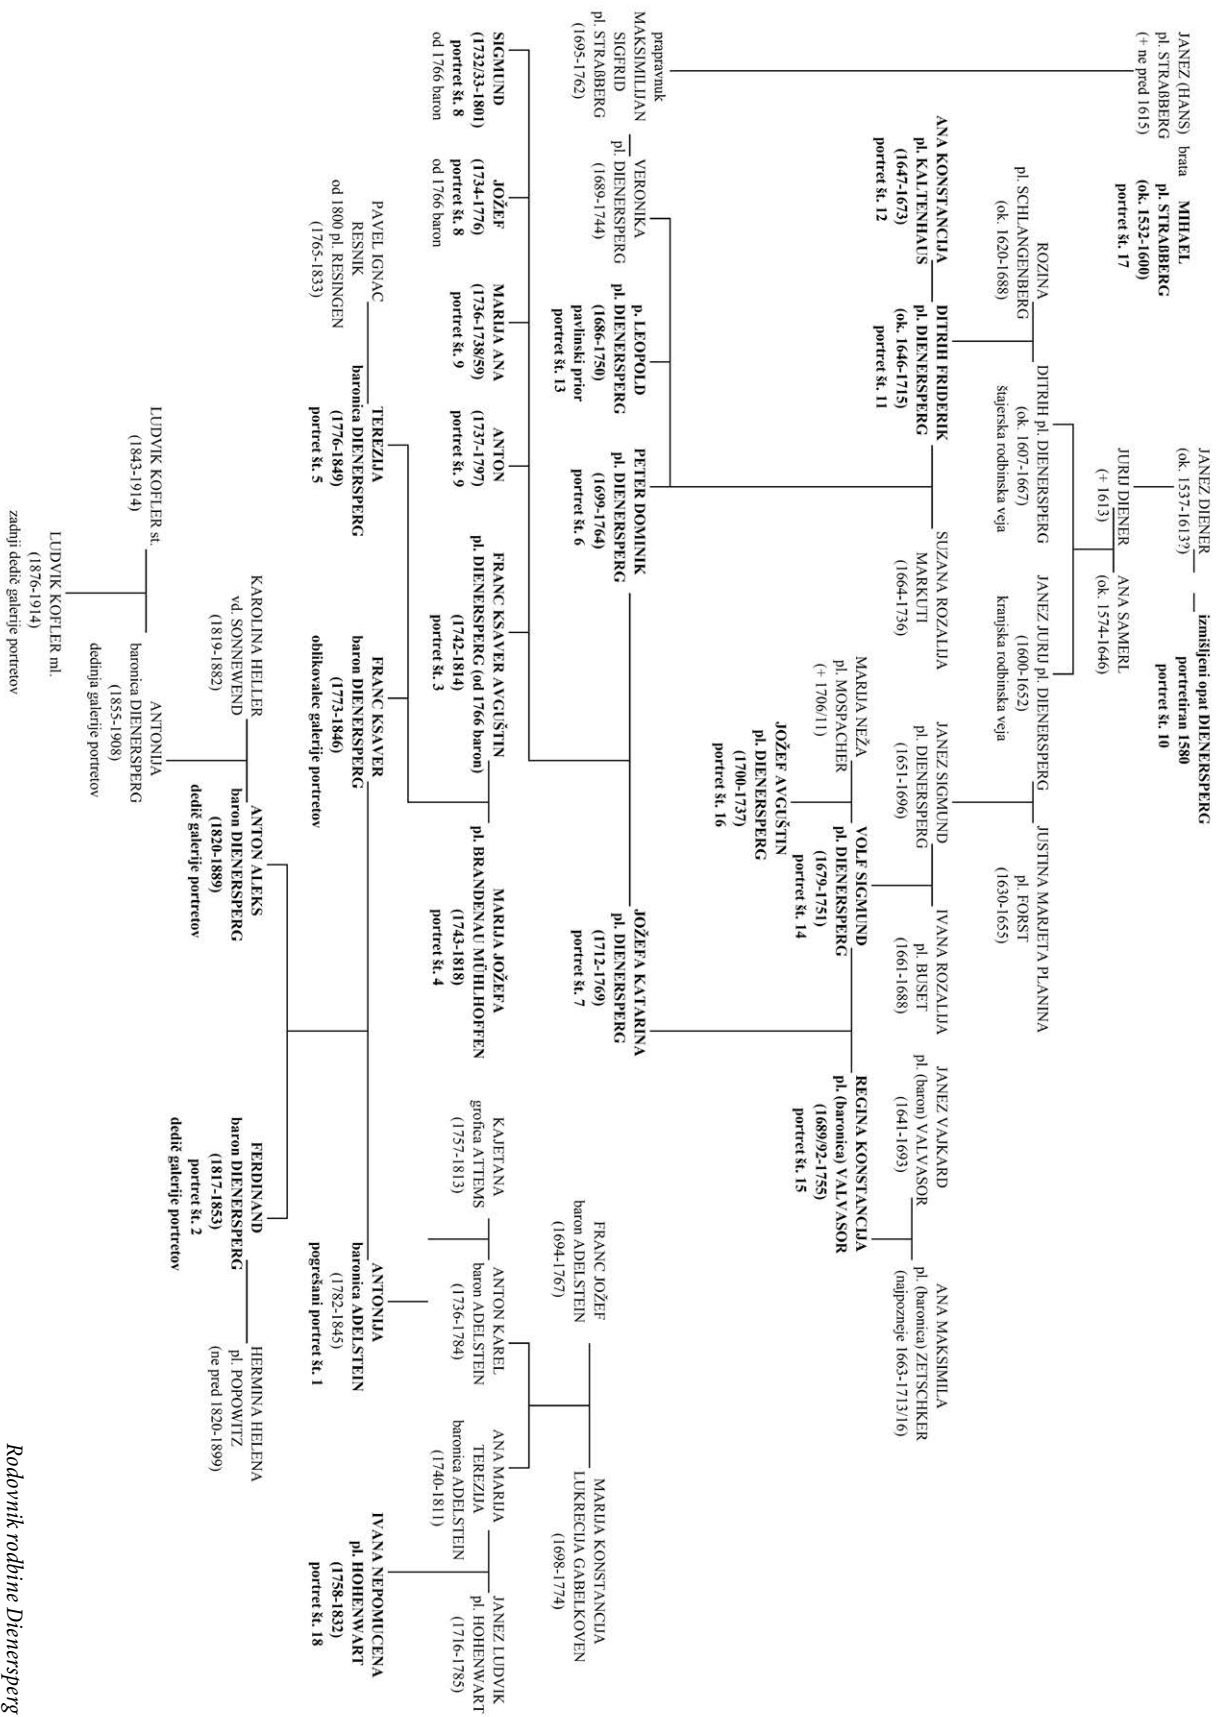 JANEZ (HANS)
pl. STRAßBERG
(+ ne pred 1615)
brata
MIHAEL
pl. STRAßBERG
(ok. 1532-1600)
portret št. 17
JANEZ DIENER
(ok. 1537-1613?)
izmišljeni opat DIENERSPERG
portretiran 1580
portret št. 10
JURIJ DIENER
(+ 1613)
ANA SAMERL
(ok. 1574-1646)
ROZINA
pl. SCHLANGENBERG
(ok. 1620-1688)
DITRIH pl. DIENERSPERG
(ok. 1607-1667)
štajerska rodbinska veja
JANEZ JURIJ pl. DIENERSPERG
(1600-1652)
kranjska rodbinska veja
JUSTINA MARJETA PLANINA
pl. FORST
(1630-1655)
ANA KONSTANCIJA
pl. KALTENHAUS
(1647-1673)
portret št. 12
DITRIH FRIDERIK
pl. DIENERSPERG
(ok. 1646-1715)
portret št. 11
SUZANA ROZALIJA
MARKUTI
(1664-1736)
JANEZ SIGMUND
pl. DIENERSPERG
(1651-1696)
IVANA ROZALIJA
pl. BUSET
(1661-1688)
JANEZ VAJKARD
pl. (baron) VALVASOR
(1641-1693)
ANA MAKSIMILA
pl. (baronica) ZETSCHKER
(najpozneje 1663-1713/16)
MARIJA NEŽA
pl. MOSPACHER
(+ 1706/11)
VOLF SIGMUND
pl. DIENERSPERG
(1679-1751)
portret št. 14
REGINA KONSTANCIJA
pl. (baronica) VALVASOR
(1689/92-1755)
portret št. 15
JOŽEF AVGUŠTIN
pl. DIENERSPERG
(1700-1737)
portret št. 16
prapravnuk
MAKSIMILIJAN
SIGFRID
pl. STRAßBERG
(1695-1762)
VERONIKA
pl. DIENERSPERG
(1689-1744)
p. LEOPOLD
pl. DIENERSPERG
(1686-1750)
pavlinski prior
portret št. 13
PETER DOMINIK
pl. DIENERSPERG
(1699-1764)
portret št. 6
JOŽEFA KATARINA
pl. DIENERSPERG
(1712-1769)
portret št. 7
FRANC JOŽEF
baron ADELSTEIN
(1694-1767)
MARIJA KONSTANCIJA
LUKRECIJA GABELKOVEN
(1698-1774)
SIGMUND
(1732/33-1801)
portret št. 8
od 1766 baron
JOŽEF
(1734-1776)
portret št. 8
od 1766 baron
MARIJA ANA
(1736-1738/59)
portret št. 9
ANTON
(1737-1797)
portret št. 9
FRANC KSAVER AVGUŠTIN
pl. DIENERSPERG (od 1766 baron)
(1742-1814)
portret št. 3
MARIJA JOŽEFA
pl. BRANDENAU MÜHLHOFFEN
(1743-1818)
portret št. 4
KAJETANA
grofica ATTEMS
(1757-1813)
ANTON KAREL
baron ADELSTEIN
(1736-1784)
ANA MARIJA
TEREZIJA
baronica ADELSTEIN
(1740-1811)
JANEZ LUDVIK
pl. HOHENWART
(1716-1785)
PAVEL IGNAC
RESNIK
od 1800 pl. RESINGEN
(1765-1833)
TEREZIJA
baronica DIENERSPERG
(1776-1849)
portret št. 5
FRANC KSAVER
baron DIENERSPERG
(1773-1846)
oblikovalec galerije portretov
ANTONIJA
baronica ADELSTEIN
(1782-1845)
pogrešani portret št. 1
IVANA NEPOMUCENA
pl. HOHENWART
(1758-1832)
portret št. 18
KAROLINA HELLER
vd. SONNEWEND
(1819-1882)
ANTON ALEKS
baron DIENERSPERG
(1820-1889)
dedič galerije portretov
FERDINAND
baron DIENERSPERG
(1817-1853)
portret št. 2
dedič galerije portretov
HERMINA HELENA
pl. POPOWITZ
(ne pred 1820-1899)
LUDVIK KOFLER st.
(1843-1914)
ANTONIJA
baronica DIENERSPERG
(1855-1908)
dedinja galerije portretov
LUDVIK KOFLER ml.
(1876-1914)
zadnji dedič galerije portretov
Rodovnik rodbine Dienersperg